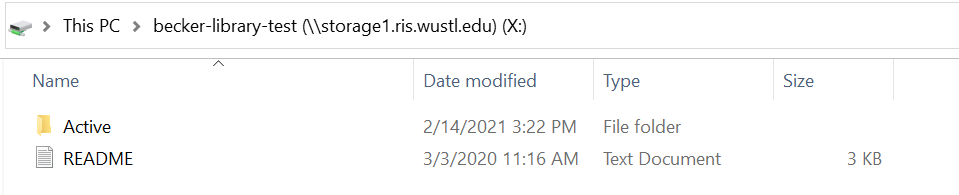 This PC > becker-library-test (\\storage1.ris.wustl.edu) (X:)
Name Date modified Type Size
Active 2/14/2021 3:22 PM File folder
README 3/3/2020 11:16 AM Text Document 3 KB